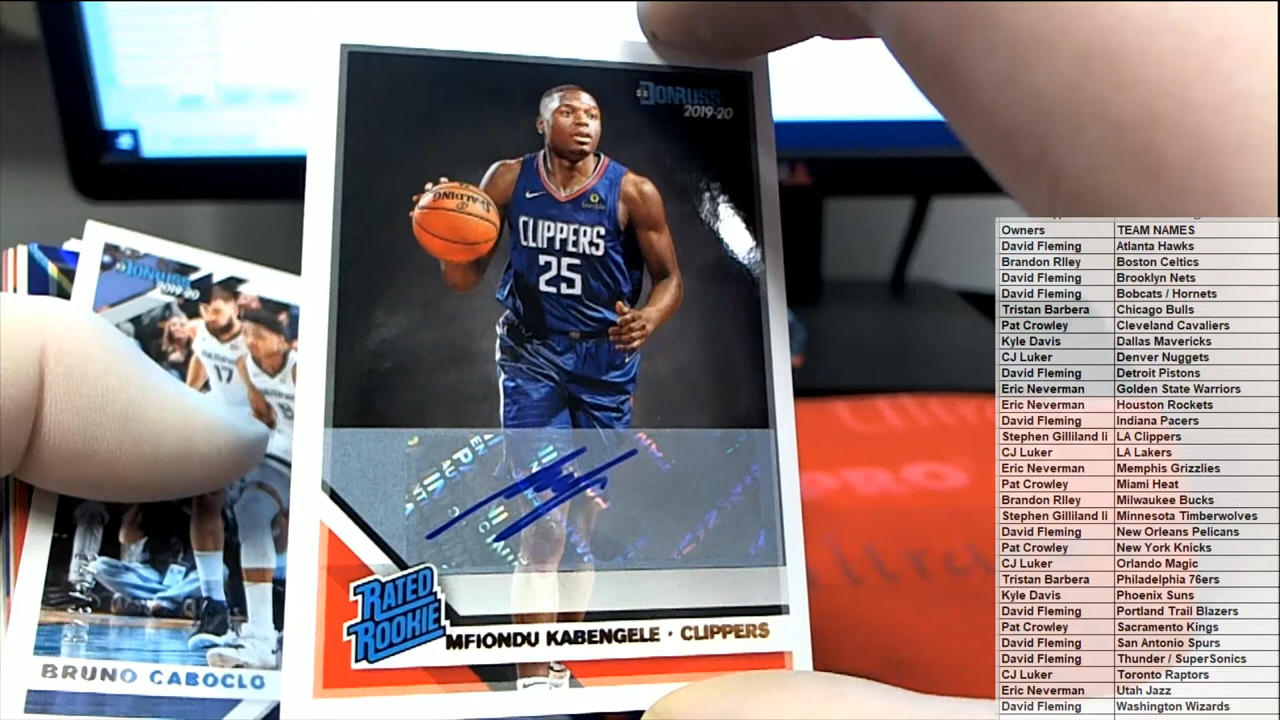 DONRUSS
2019-20
SPALDING
CLIPPERS
25
RATED
ROOKIE
MFIONDU KABENGELE · CLIPPERS
DONRUSS
2019-20
17
BRUNO CABOCLO
PRO
Ultra
Owners TEAM NAMES
David Fleming Atlanta Hawks
Brandon RIley Boston Celtics
David Fleming Brooklyn Nets
David Fleming Bobcats / Hornets
Tristan Barbera Chicago Bulls
Pat Crowley Cleveland Cavaliers
Kyle Davis Dallas Mavericks
CJ Luker Denver Nuggets
David Fleming Detroit Pistons
Eric Neverman Golden State Warriors
Eric Neverman Houston Rockets
David Fleming Indiana Pacers
Stephen Gilliland Ii LA Clippers
CJ Luker LA Lakers
Eric Neverman Memphis Grizzlies
Pat Crowley Miami Heat
Brandon RIley Milwaukee Bucks
Stephen Gilliland Ii Minnesota Timberwolves
David Fleming New Orleans Pelicans
Pat Crowley New York Knicks
CJ Luker Orlando Magic
Tristan Barbera Philadelphia 76ers
Kyle Davis Phoenix Suns
David Fleming Portland Trail Blazers
Pat Crowley Sacramento Kings
David Fleming San Antonio Spurs
David Fleming Thunder / SuperSonics
CJ Luker Toronto Raptors
Eric Neverman Utah Jazz
David Fleming Washington Wizards